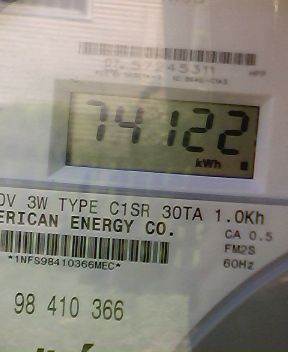 74122
kWh
0V 3W TYPE C1SR 30TA 1.0Kh
ERICAN ENERGY CO.
CA 0.5
FM2S
60Hz
*1NFS98410366MEC*
98 410 366